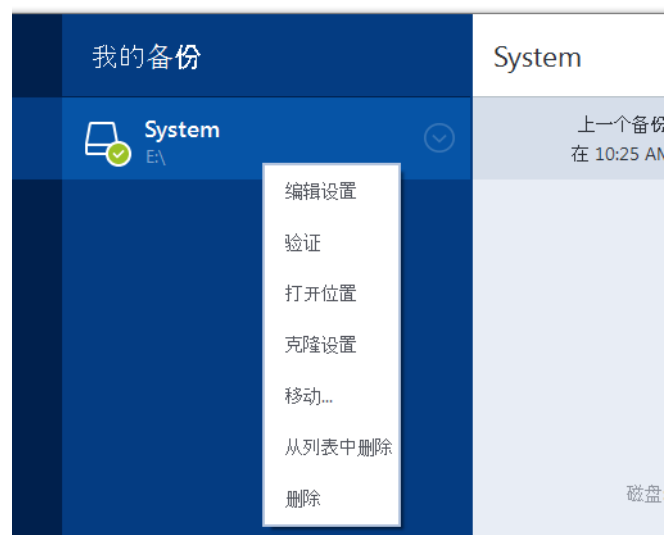 我的备份
System
System
E:\
上一个备份
在 10:25 AM
编辑设置
验证
打开位置
克隆设置
移动...
从列表中删除
删除
磁盘